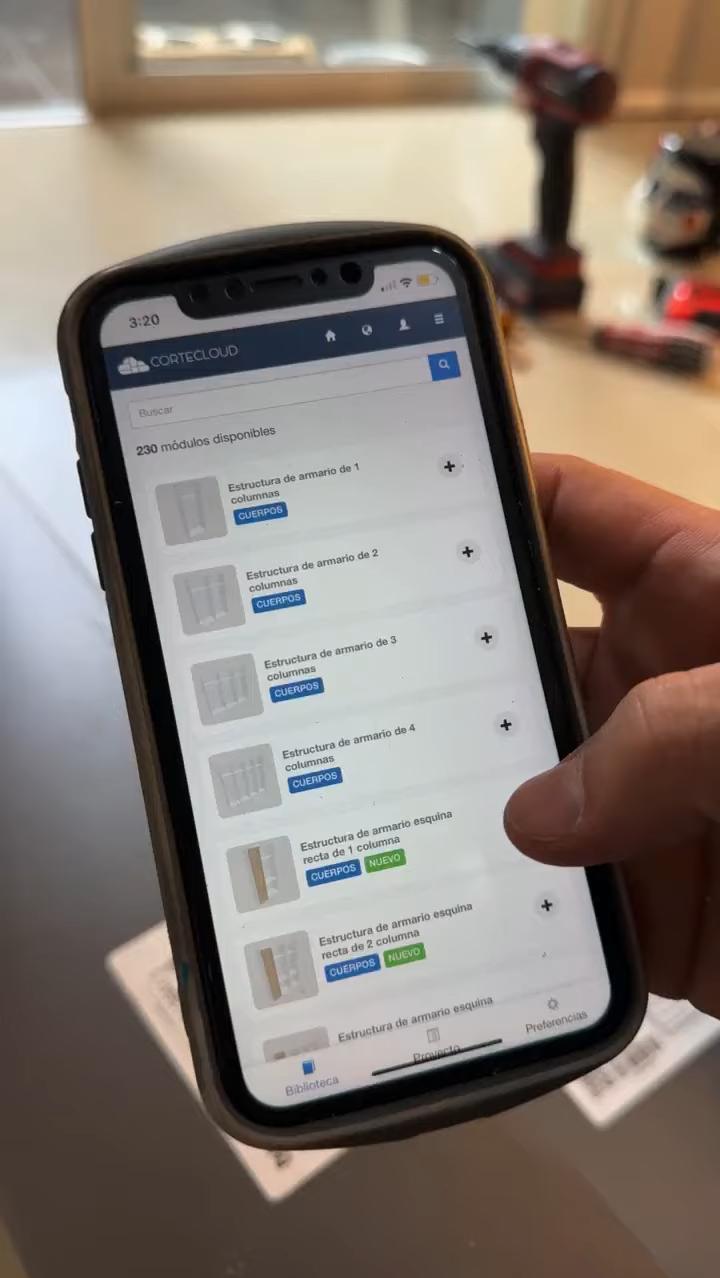 3:20
CORTECLOUD
Buscar
230 módulos disponibles
Estructura de armario de 1
columnas
CUERPOS
Estructura de armario de 2
columnas
CUERPOS
Estructura de armario de 3
columnas
CUERPOS
Estructura de armario de 4
columnas
CUERPOS
Estructura de armario esquina
recta de 1 columna
CUERPOS NUEVO
Estructura de armario esquina
recta de 2 columna
CUERPOS NUEVO
Estructura de armario esquina
Biblioteca Proyecto Preferencias